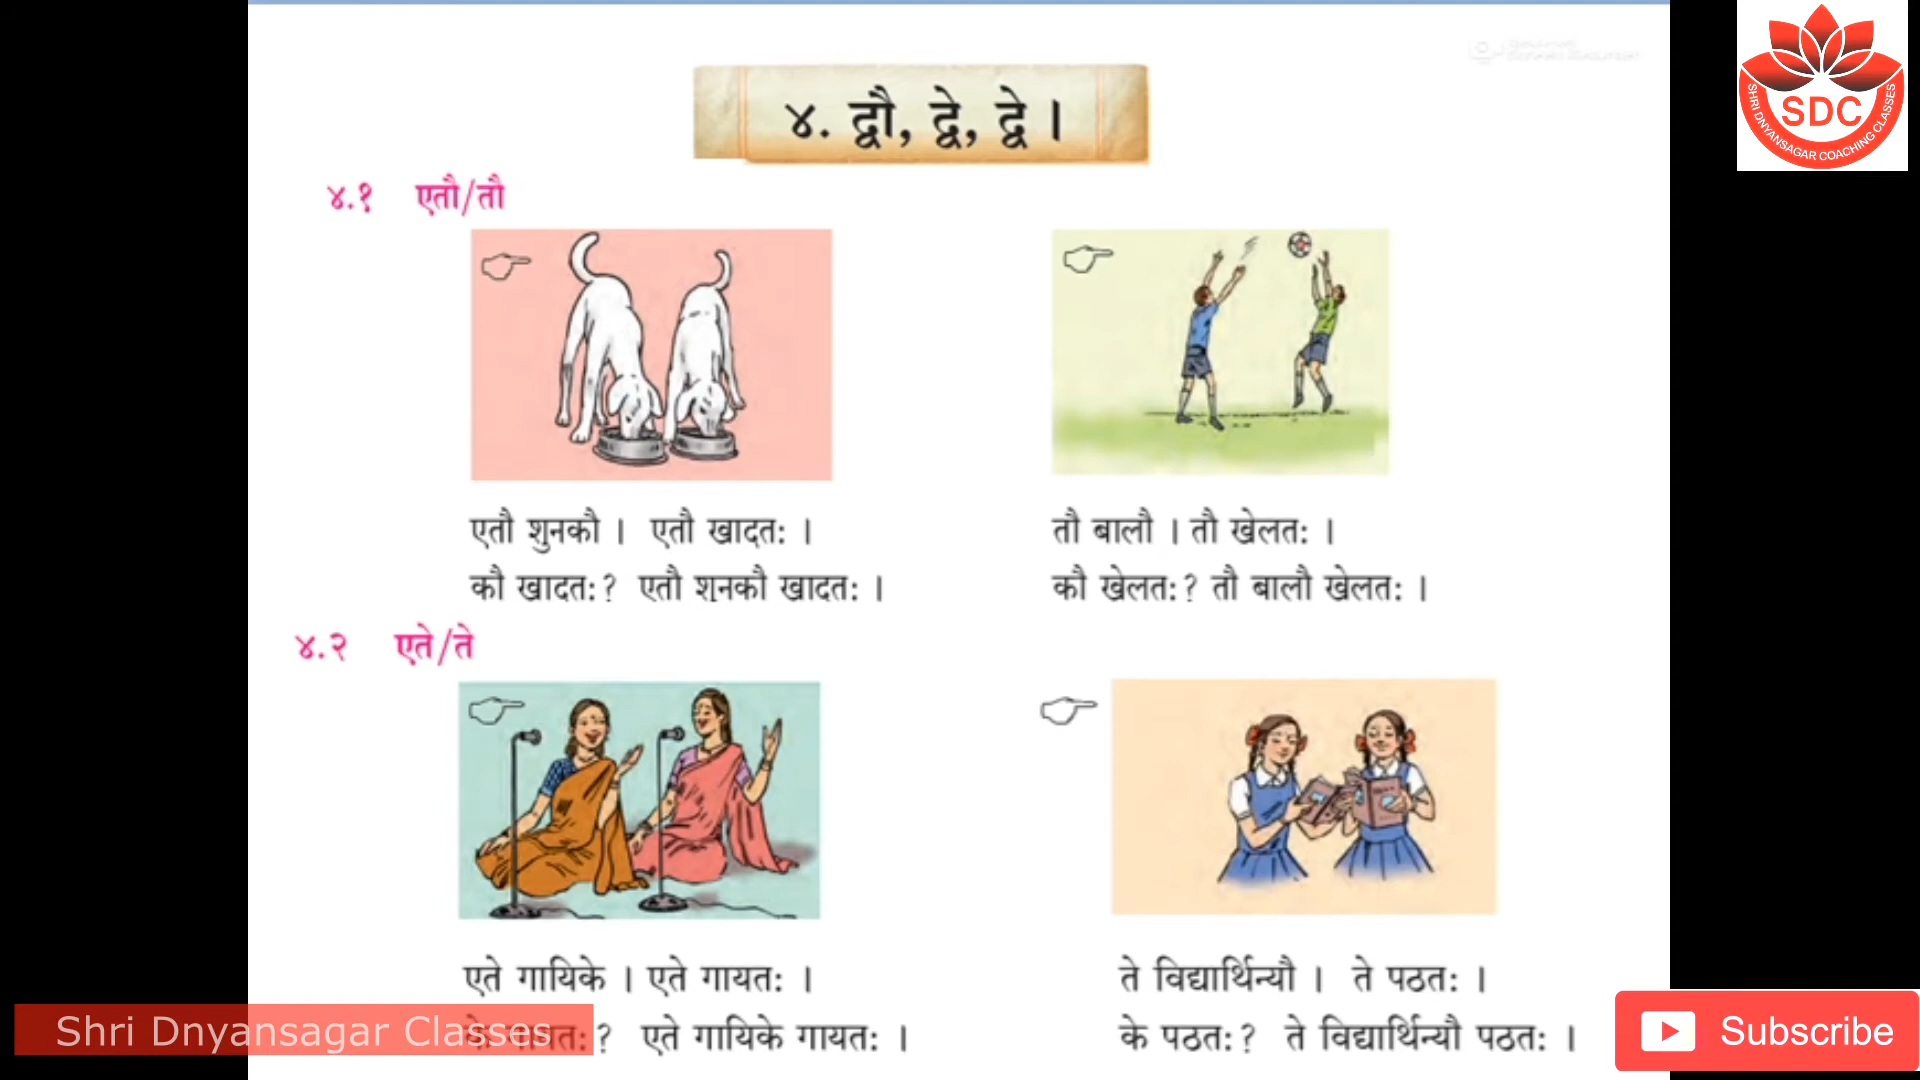 ४. द्वौ, द्वे, द्वे ।
SHRI DNYANSAGAR COACHING CLASSES
SDC
४.१ एतौ/तौ
एतौ शुनकौ । एतौ खादतः ।
कौ खादतः? एतौ शुनकौ खादतः ।
तौ बालौ । तौ खेलतः ।
कौ खेलतः? तौ बालौ खेलतः ।
४.२ एते/ते
एते गायिके । एते गायतः ।
एते गायिके गायतः ।
ते विद्यार्थिन्यौ । ते पठतः ।
के पठतः? ते विद्यार्थिन्यौ पठतः ।
Shri Dnyansagar Classes
Subscribe